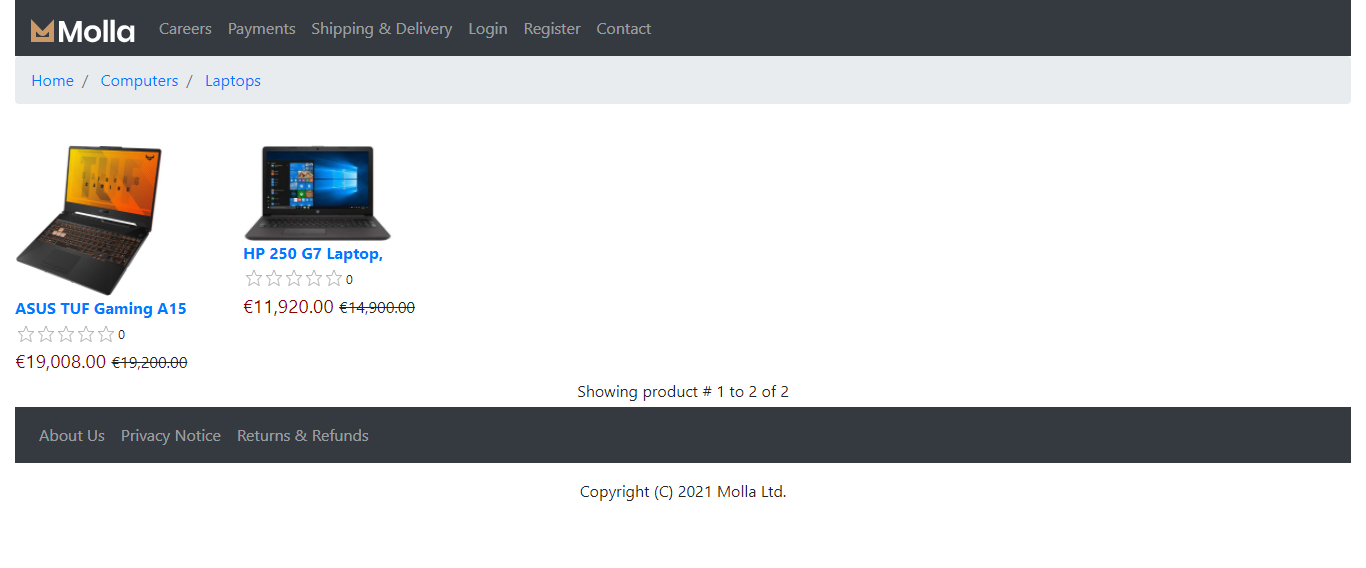 Molla Careers Payments Shipping & Delivery Login Register Contact
Home / Computers / Laptops
TUF
GAMING
ASUS TUF Gaming A15
0
€19,008.00 €19,200.00
HP 250 G7 Laptop,
0
€11,920.00 €14,900.00
Showing product # 1 to 2 of 2
About Us Privacy Notice Returns & Refunds
Copyright (C) 2021 Molla Ltd.